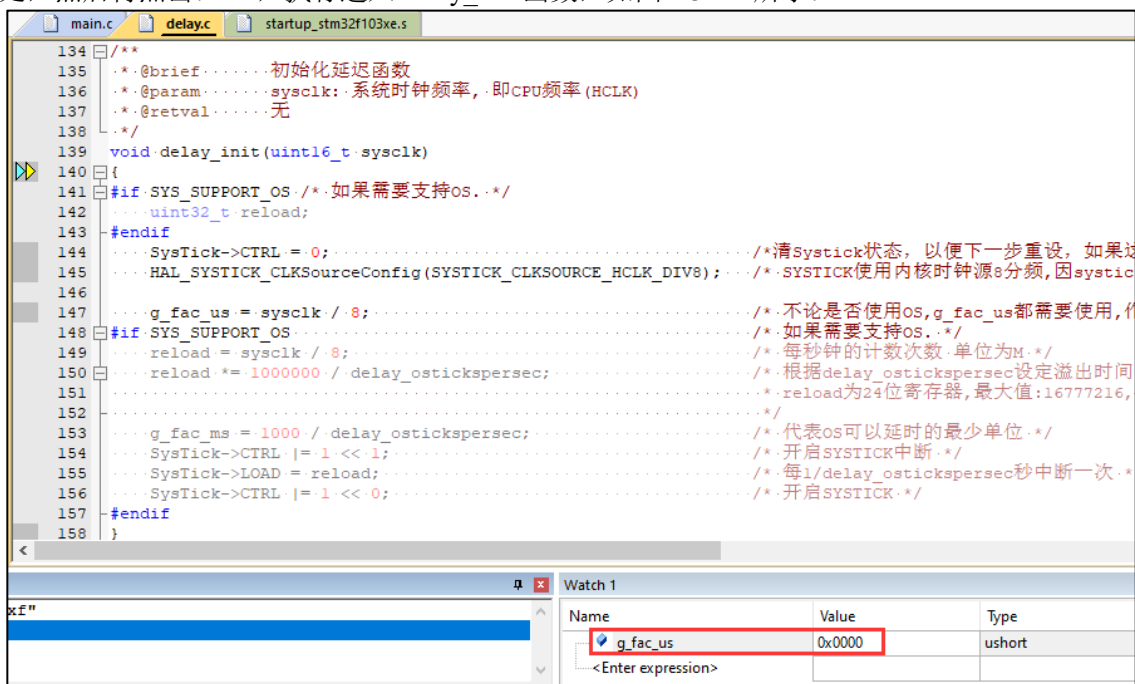 main.c delay.c startup_stm32f103xe.s
134 /**
135 * @brief 初始化延迟函数
136 * @param sysclk: 系统时钟频率, 即CPU频率(HCLK)
137 * @retval 无
138 */
139 void delay_init(uint16_t sysclk)
140 {
141 #if SYS_SUPPORT_OS /* 如果需要支持OS. */
142 uint32_t reload;
143 #endif
144 SysTick->CTRL = 0; /*清Systick状态，以便下一步重设，如果这
145 HAL_SYSTICK_CLKSourceConfig(SYSTICK_CLKSOURCE_HCLK_DIV8); /* SYSTICK使用内核时钟源8分频,因systic
146
147 g_fac_us = sysclk / 8; /* 不论是否使用OS,g_fac_us都需要使用,作
148 #if SYS_SUPPORT_OS /* 如果需要支持OS. */
149 reload = sysclk / 8; /* 每秒钟的计数次数 单位为M */
150 reload *= 1000000 / delay_ostickspersec; /* 根据delay_ostickspersec设定溢出时间
151 * reload为24位寄存器,最大值:16777216,
152 */
153 g_fac_ms = 1000 / delay_ostickspersec; /* 代表OS可以延时的最少单位 */
154 SysTick->CTRL |= 1 << 1; /* 开启SYSTICK中断 */
155 SysTick->LOAD = reload; /* 每1/delay_ostickspersec秒中断一次 *
156 SysTick->CTRL |= 1 << 0; /* 开启SYSTICK */
157 #endif
158 }
xf"
Watch 1
Name Value Type
g_fac_us 0x0000 ushort
<Enter expression>